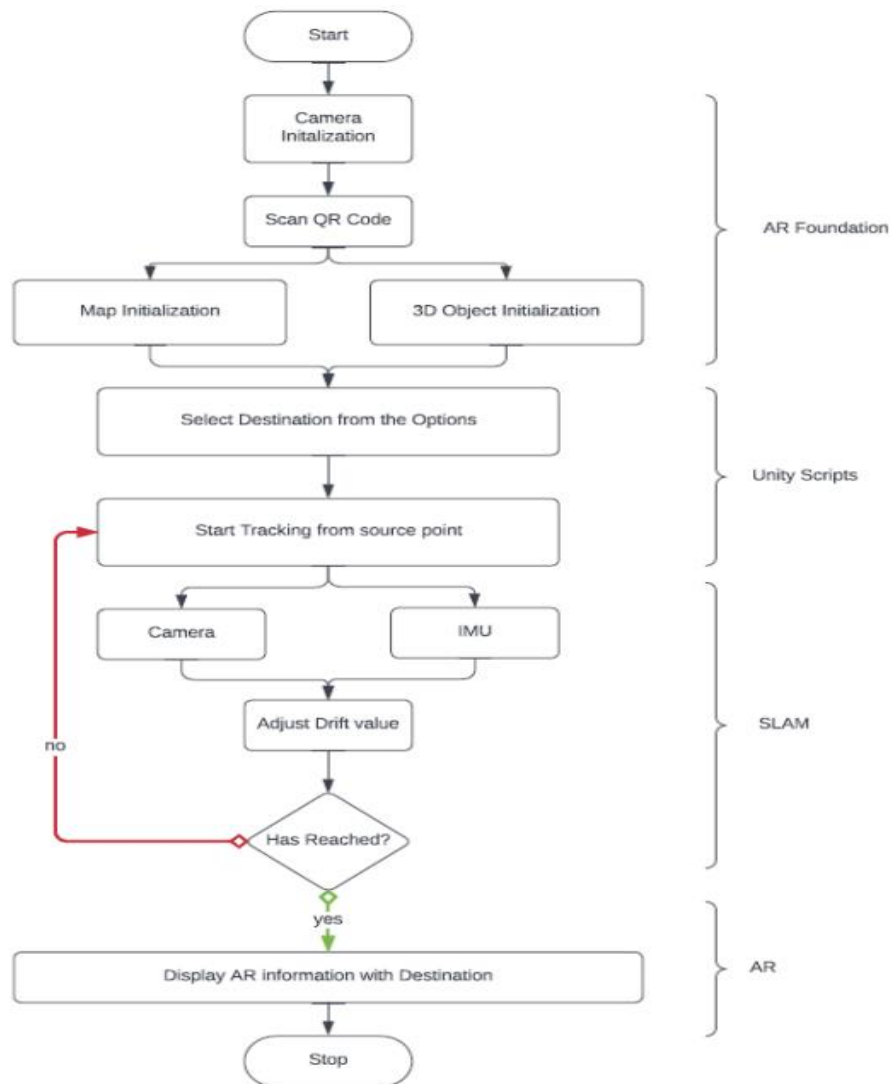 Start
Camera
Initalization
Scan QR Code
AR Foundation
Map Initialization
3D Object Initialization
Select Destination from the Options
Unity Scripts
Start Tracking from source point
Camera
IMU
Adjust Drift value
SLAM
no
Has Reached?
yes
Display AR information with Destination
AR
Stop